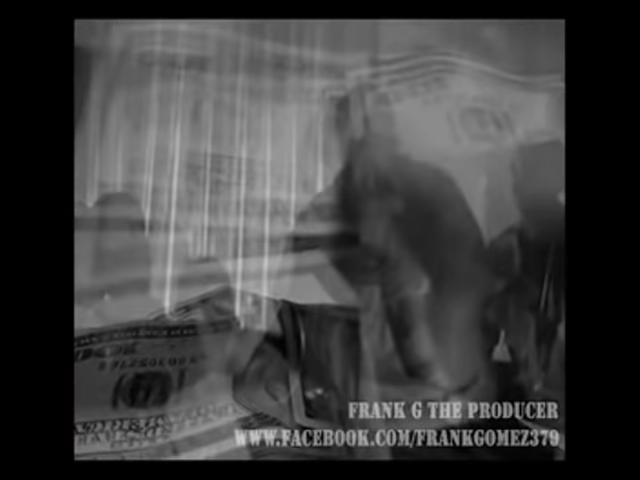 FRANK G THE PRODUCER
WWW.FACEBOOK.COM/FRANKGOMEZ379